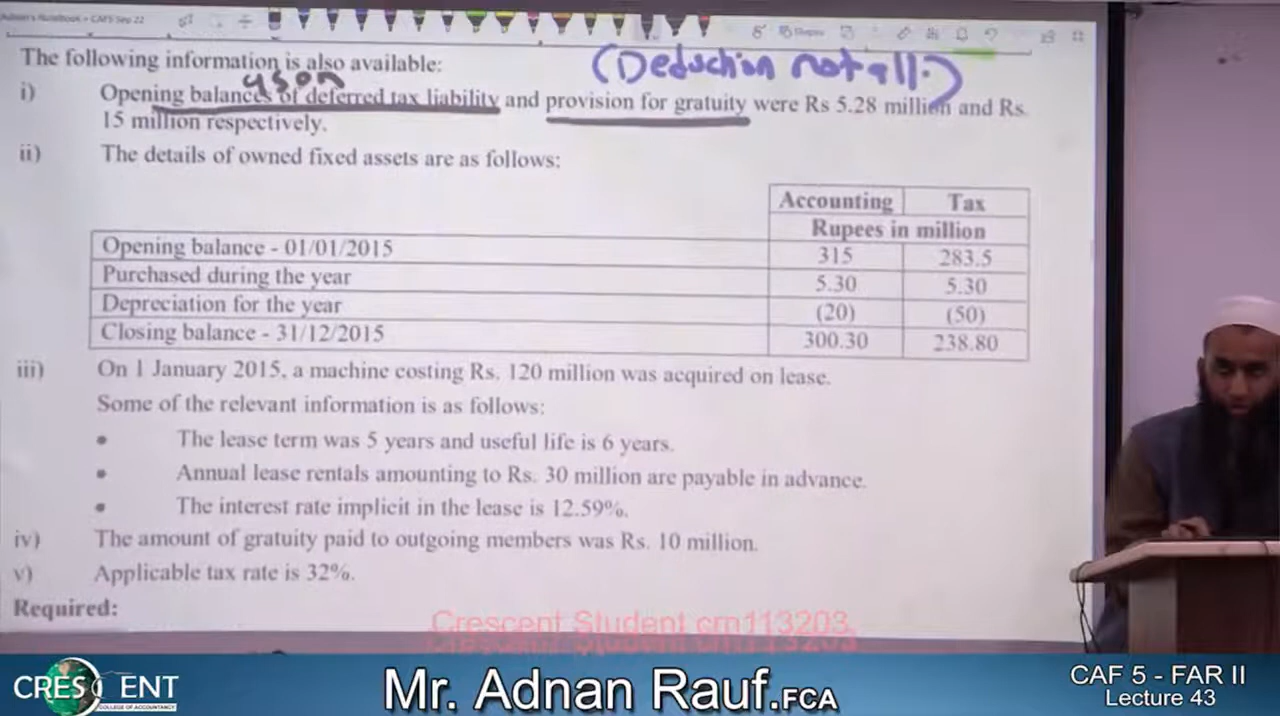 Adnan's Notebook » CAF5 Sep 22
The following information is also available:
(Deduction not all.)
as on
i) Opening balances of deferred tax liability and provision for gratuity were Rs 5.28 million and Rs.
15 million respectively.
ii) The details of owned fixed assets are as follows:
Accounting Tax
Rupees in million
Opening balance - 01/01/2015 315 283.5
Purchased during the year 5.30 5.30
Depreciation for the year (20) (50)
Closing balance - 31/12/2015 300.30 238.80
iii) On 1 January 2015, a machine costing Rs. 120 million was acquired on lease.
Some of the relevant information is as follows:
• The lease term was 5 years and useful life is 6 years.
• Annual lease rentals amounting to Rs. 30 million are payable in advance.
• The interest rate implicit in the lease is 12.59%.
iv) The amount of gratuity paid to outgoing members was Rs. 10 million.
v) Applicable tax rate is 32%.
Required:
Crescent Student crn113203
CRESCENT
COLLEGE OF ACCOUNTANCY
Mr. Adnan Rauf.FCA
CAF 5 - FAR II
Lecture 43